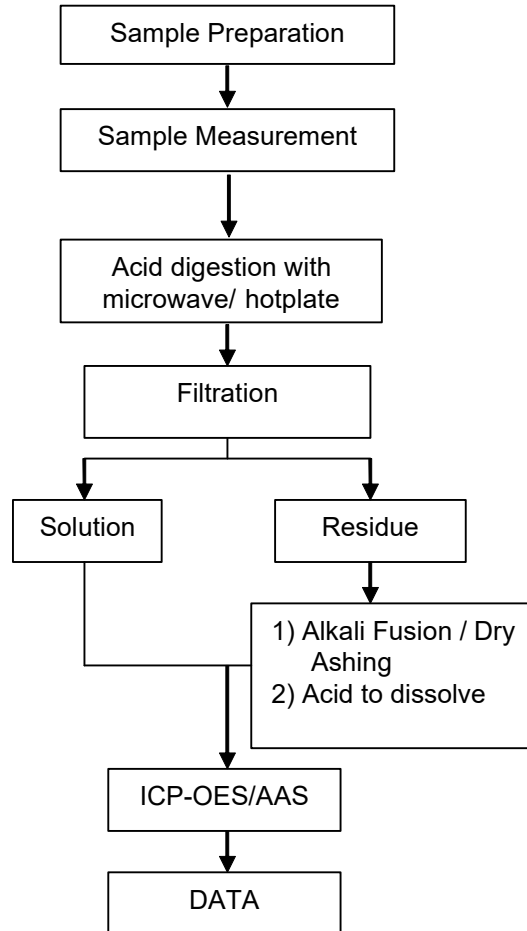 Sample Preparation
Sample Measurement
Acid digestion with
microwave/ hotplate
Filtration
Solution
Residue
1) Alkali Fusion / Dry
Ashing
2) Acid to dissolve
ICP-OES/AAS
DATA